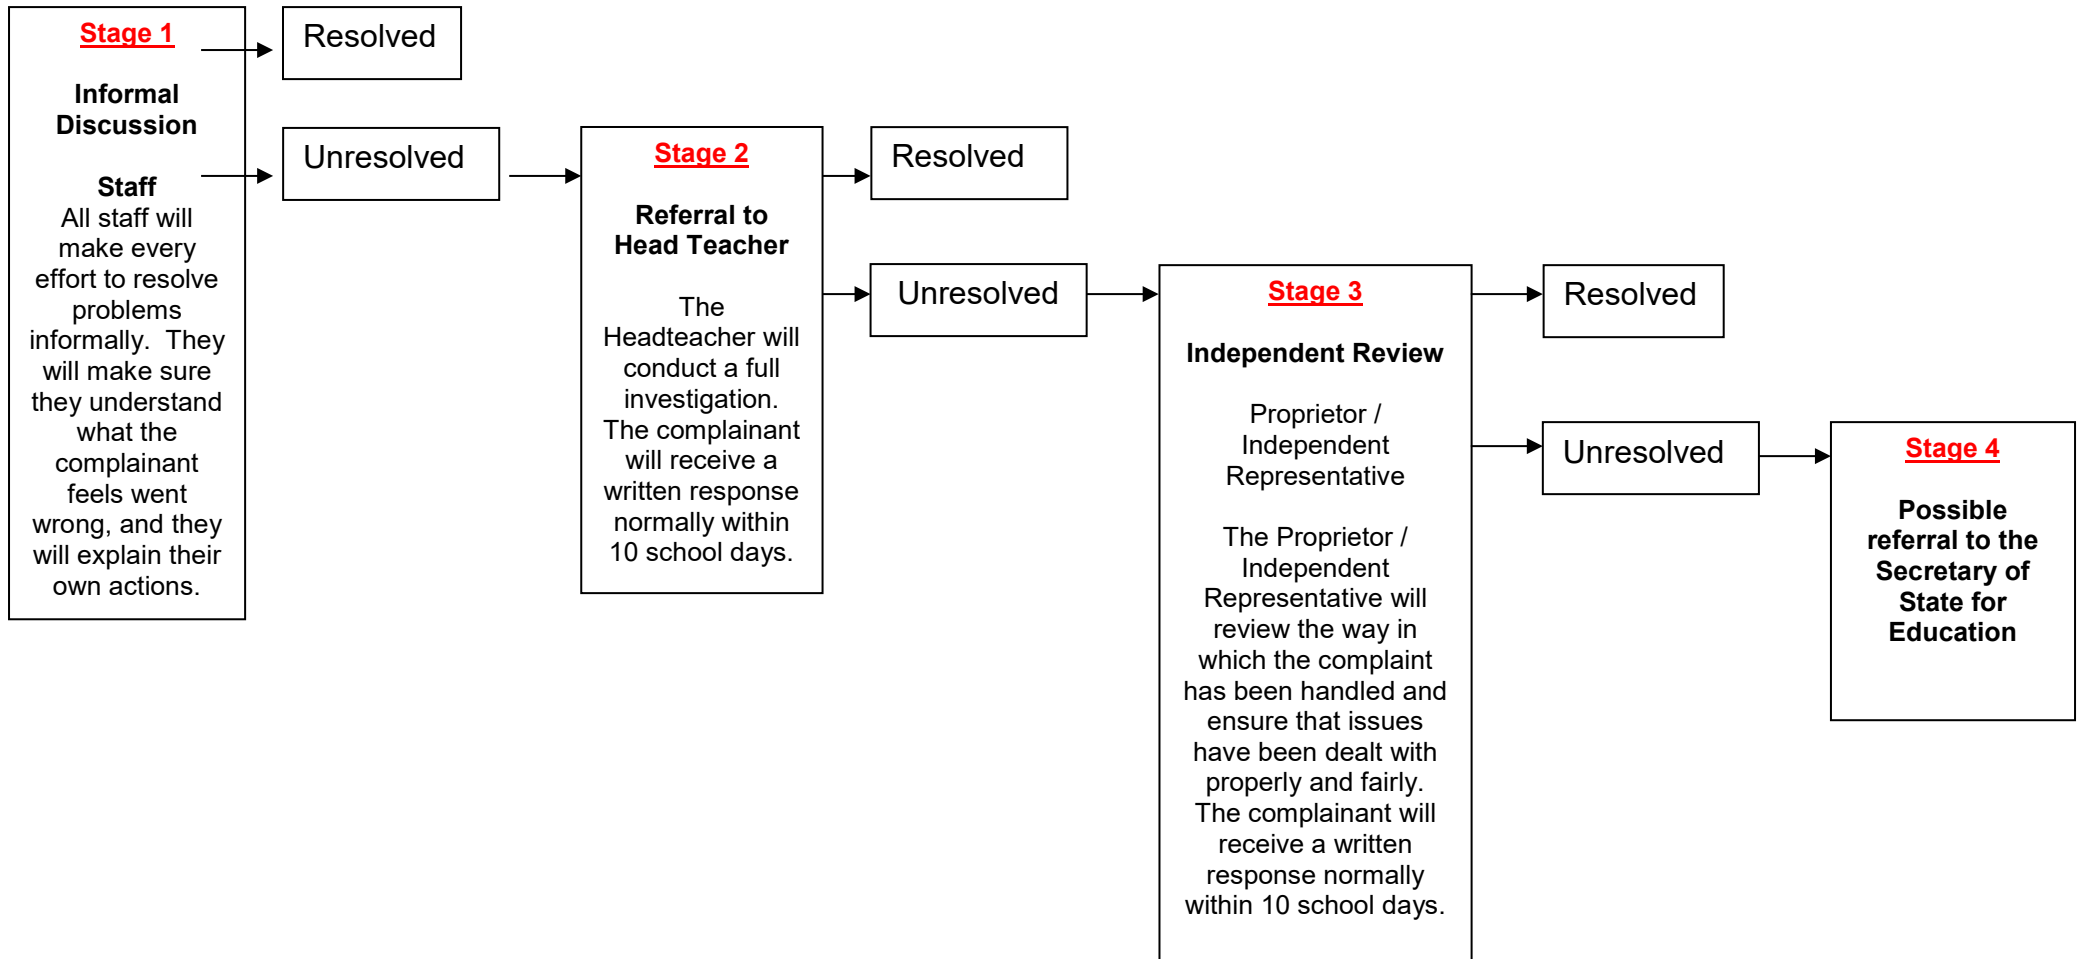 Stage 1
Informal
Discussion
Staff
All staff will
make every
effort to resolve
problems
informally.  They
will make sure
they understand
what the
complainant
feels went
wrong, and they
will explain their
own actions.
Resolved
Unresolved
Stage 2
Referral to
Head Teacher
The
Headteacher will
conduct a full
investigation.
The complainant
will receive a
written response
normally within
10 school days.
Resolved
Unresolved
Stage 3
Independent Review
Proprietor /
Independent
Representative
The Proprietor /
Independent
Representative will
review the way in
which the complaint
has been handled and
ensure that issues
have been dealt with
properly and fairly.
The complainant will
receive a written
response normally
within 10 school days.
Resolved
Unresolved
Stage 4
Possible
referral to the
Secretary of
State for
Education